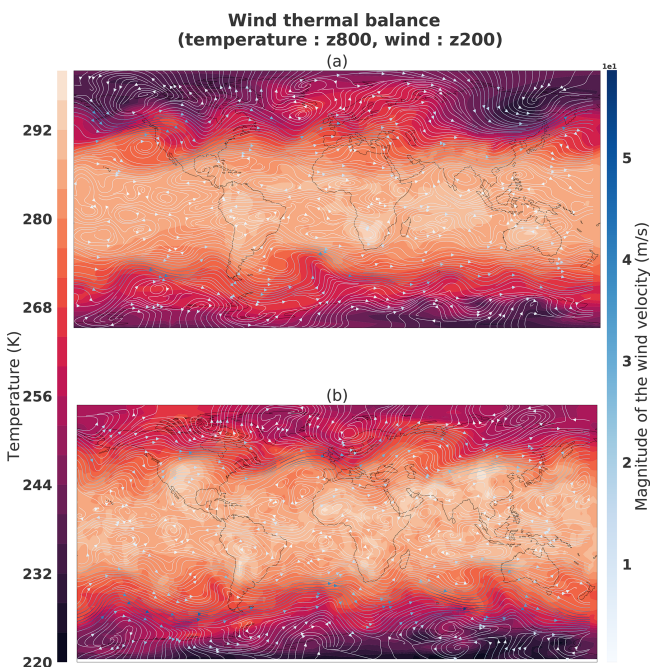 Wind thermal balance
(temperature : z800, wind : z200)
(a)
1e1
292
280
268
256
244
232
220
Temperature (K)
5
4
3
2
1
Magnitude of the wind velocity (m/s)
(b)